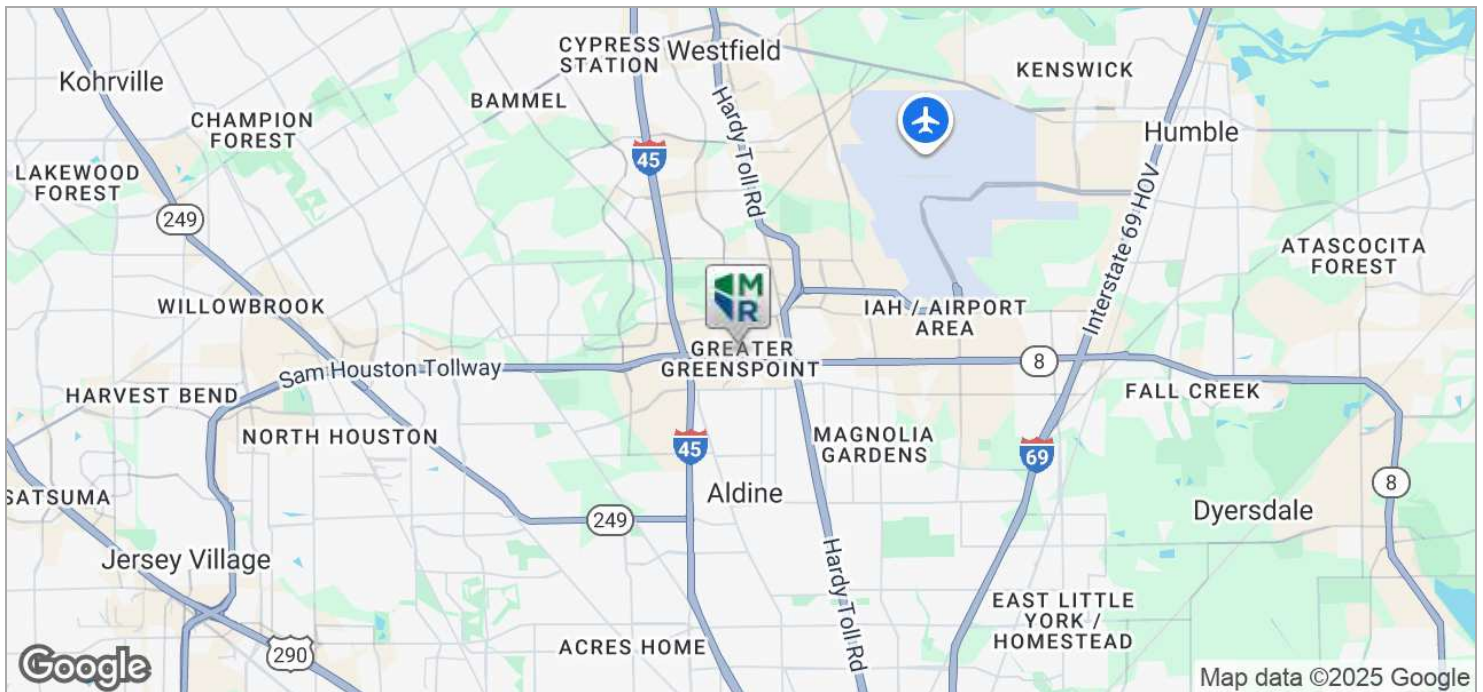 CYPRESS
STATION
Westfield
KENSWICK
Kohrville
BAMMEL
CHAMPION
FOREST
Hardy Toll Rd
Humble
45
LAKEWOOD
FOREST
249
Interstate 69 HOV
ATASCOCITA
FOREST
M
R
WILLOWBROOK
IAH / AIRPORT
AREA
GREATER
GREENSPOINT
8
Sam Houston Tollway
HARVEST BEND
FALL CREEK
NORTH HOUSTON
45
MAGNOLIA
GARDENS
69
SATSUMA
Aldine
8
Dyersdale
249
Jersey Village
Hardy Toll Rd
EAST LITTLE
YORK /
HOMESTEAD
290
ACRES HOME
Google
Map data ©2025 Google